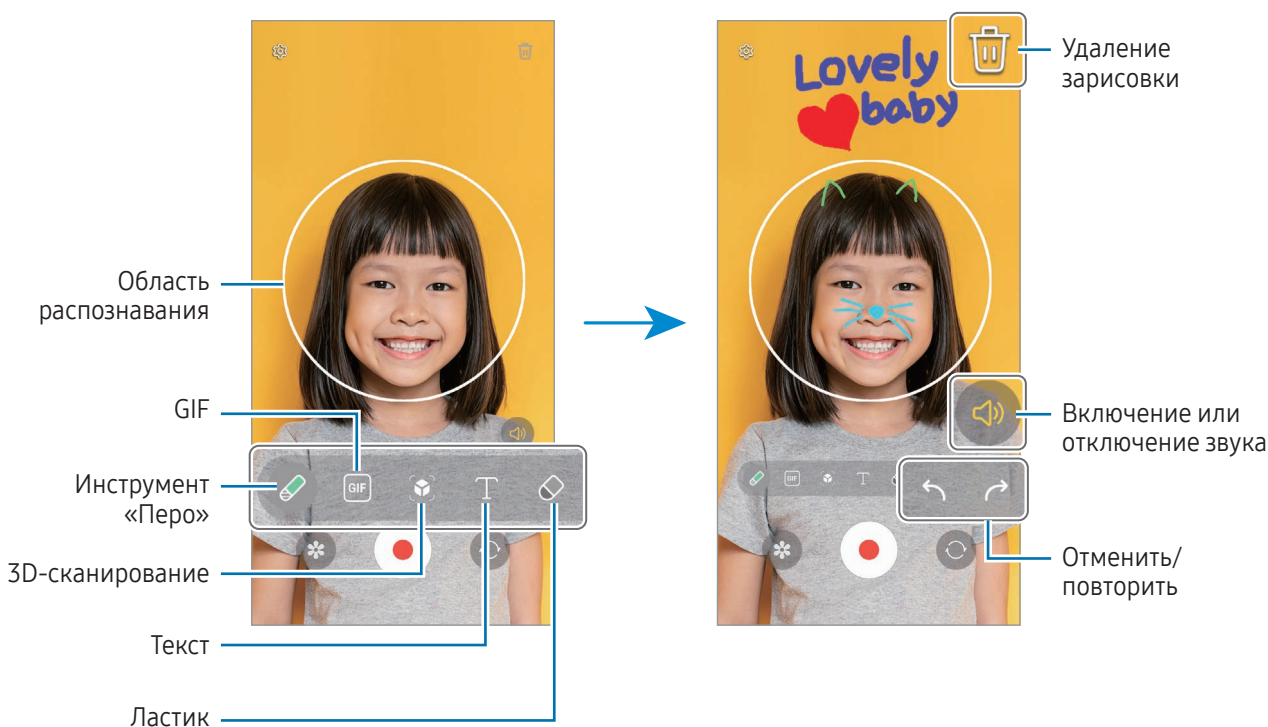 Область
распознавания
GIF
Инструмент
«Перо»
3D-сканирование
Текст
Ластик
GIF
T
Lovely
baby
GIF
T
Удаление
зарисовки
Включение или
отключение звука
Отменить/
повторить